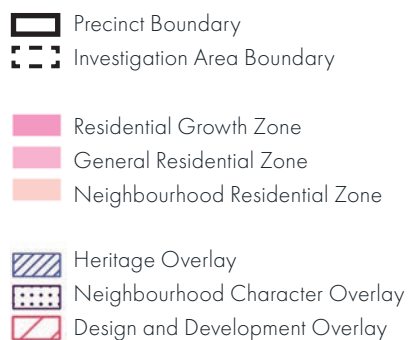 Precinct Boundary
Investigation Area Boundary
Residential Growth Zone
General Residential Zone
Neighbourhood Residential Zone
Heritage Overlay
Neighbourhood Character Overlay
Design and Development Overlay